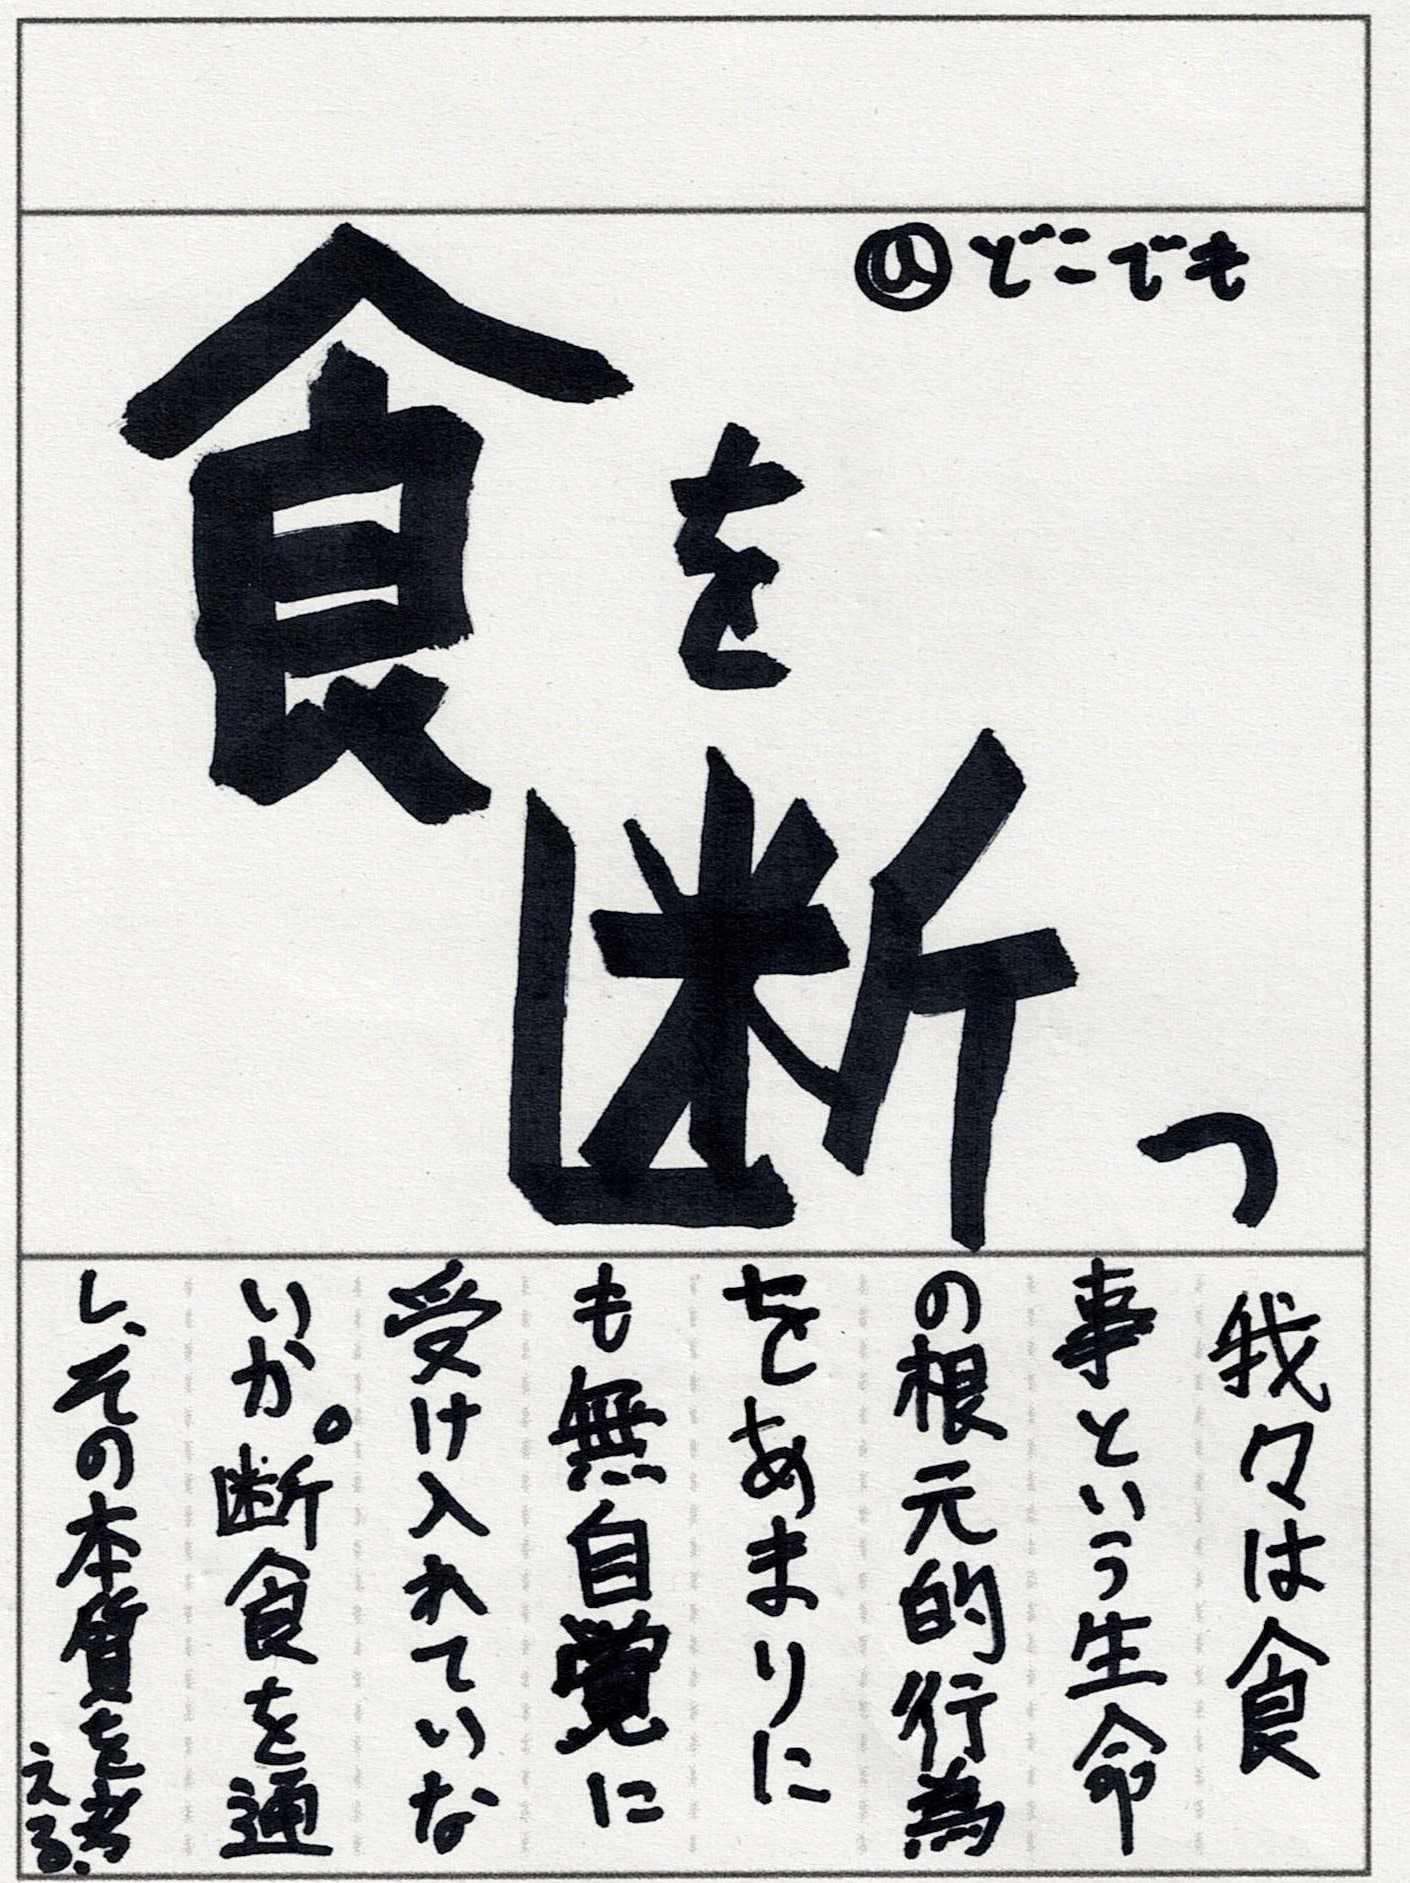 のどこでも
食を断つ
我々は食
事という生命
の根元的行為
をあまりに
も無自覚に
受け入れていな
いか。断食を通
し、その本質を考
える。